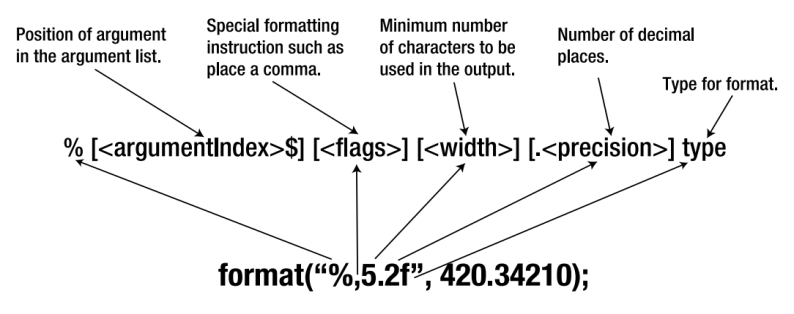 Position of argument
in the argument list.
Special formatting
instruction such as
place a comma.
Minimum number
of characters to be
used in the output.
Number of decimal
places.
Type for format.
% [<argumentIndex>$] [<flags>] [<width>] [.<precision>] type
format(“%,5.2f”, 420.34210);